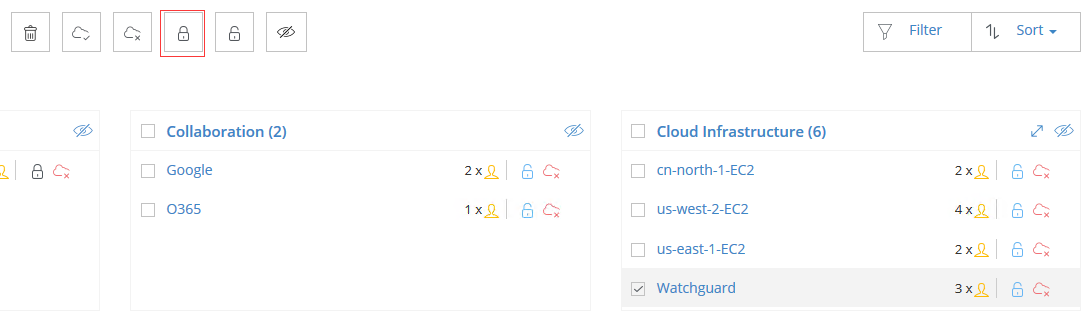 Filter
Sort
Collaboration (2)
Google 2 x
O365 1 x
Cloud Infrastructure (6)
cn-north-1-EC2 2 x
us-west-2-EC2 4 x
us-east-1-EC2 2 x
Watchguard 3 x